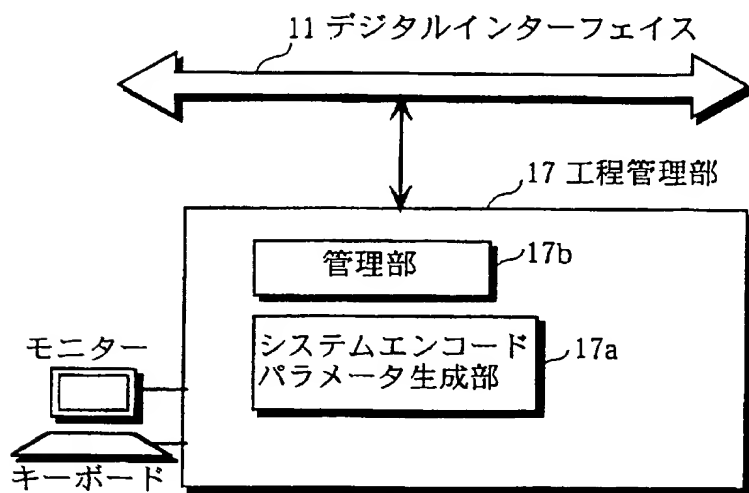 11 デジタルインターフェイス
17 工程管理部
管理部
17b
システムエンコード
パラメータ生成部
17a
モニター
キーボード